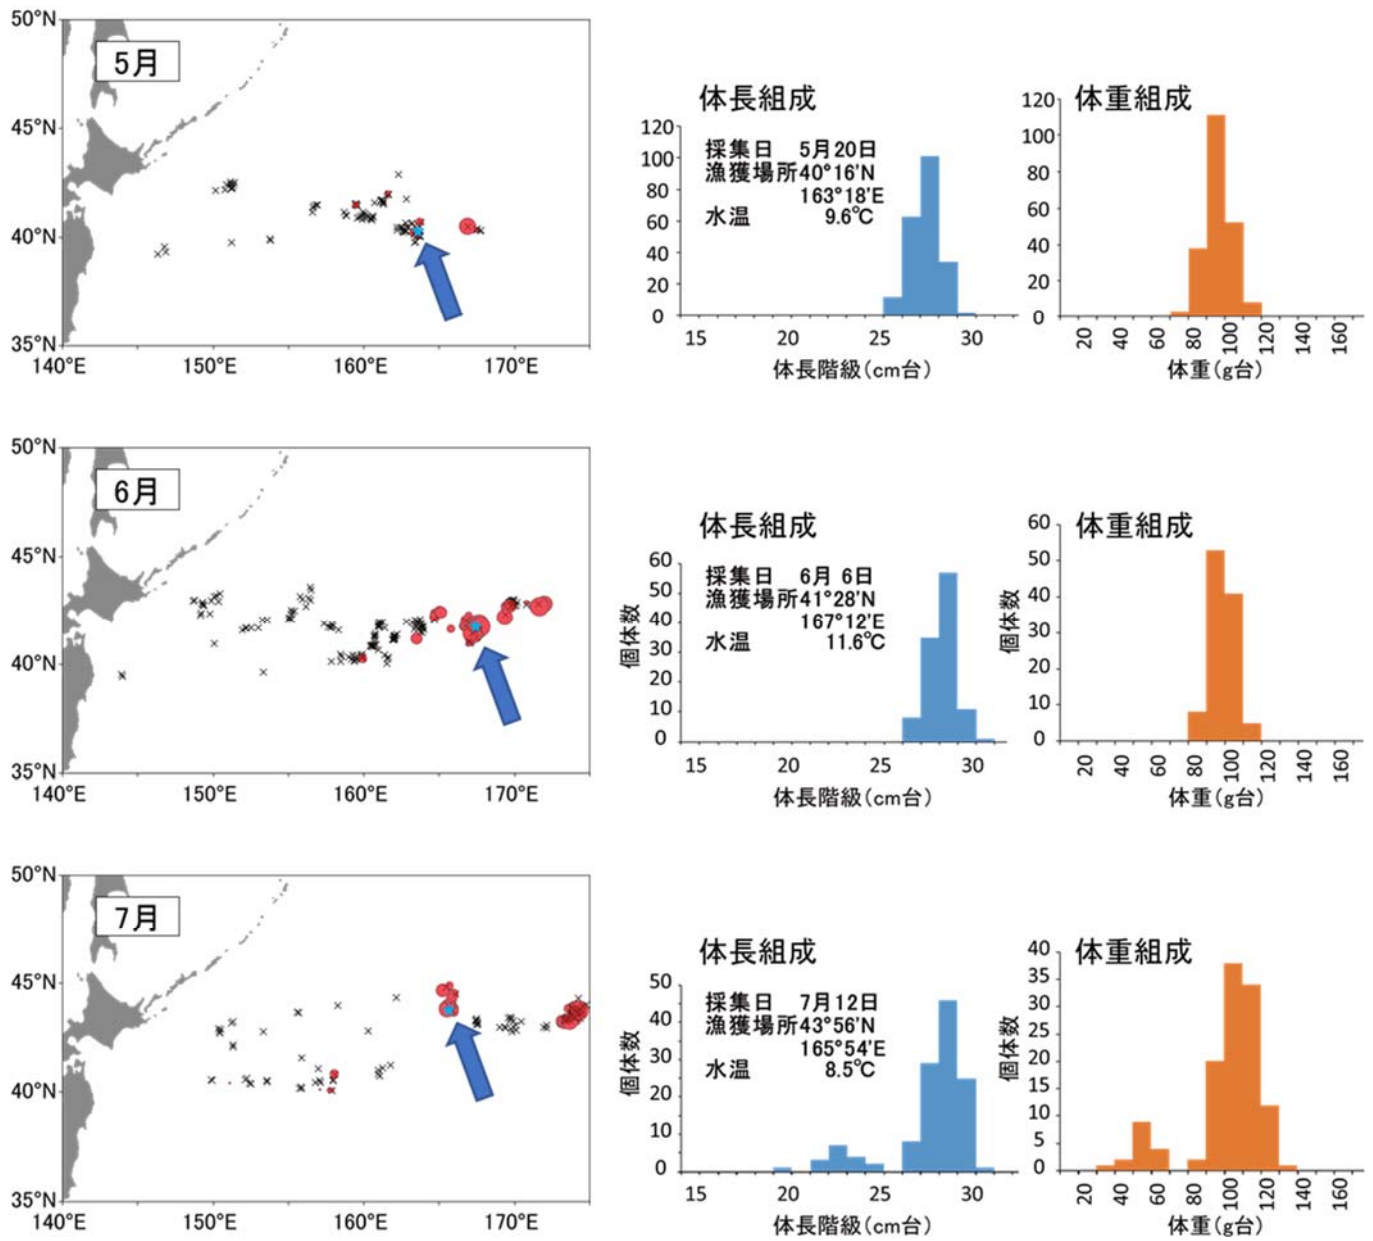 50°N
5月
45°N
40°N
35°N
140°E 150°E 160°E 170°E
体長組成
採集日 5月20日
漁獲場所40°16'N
163°18'E
水温 9.6℃
120
100
80
60
40
20
0
15 20 25 30
体長階級(cm台)
体重組成
120
100
80
60
40
20
0
20 40 60 80 100 120 140 160
体重(g台)
50°N
6月
45°N
40°N
35°N
140°E 150°E 160°E 170°E
体長組成
採集日 6月 6日
漁獲場所41°28'N
167°12'E
水温 11.6℃
個体数
60
50
40
30
20
10
0
15 20 25 30
体長階級(cm台)
体重組成
個体数
60
50
40
30
20
10
0
20 40 60 80 100 120 140 160
体重(g台)
50°N
7月
45°N
40°N
35°N
140°E 150°E 160°E 170°E
体長組成
採集日 7月12日
漁獲場所43°56'N
165°54'E
水温 8.5℃
個体数
50
40
30
20
10
0
15 20 25 30
体長階級(cm台)
体重組成
個体数
40
35
30
25
20
15
10
5
0
20 40 60 80 100 120 140 160
体重(g台)